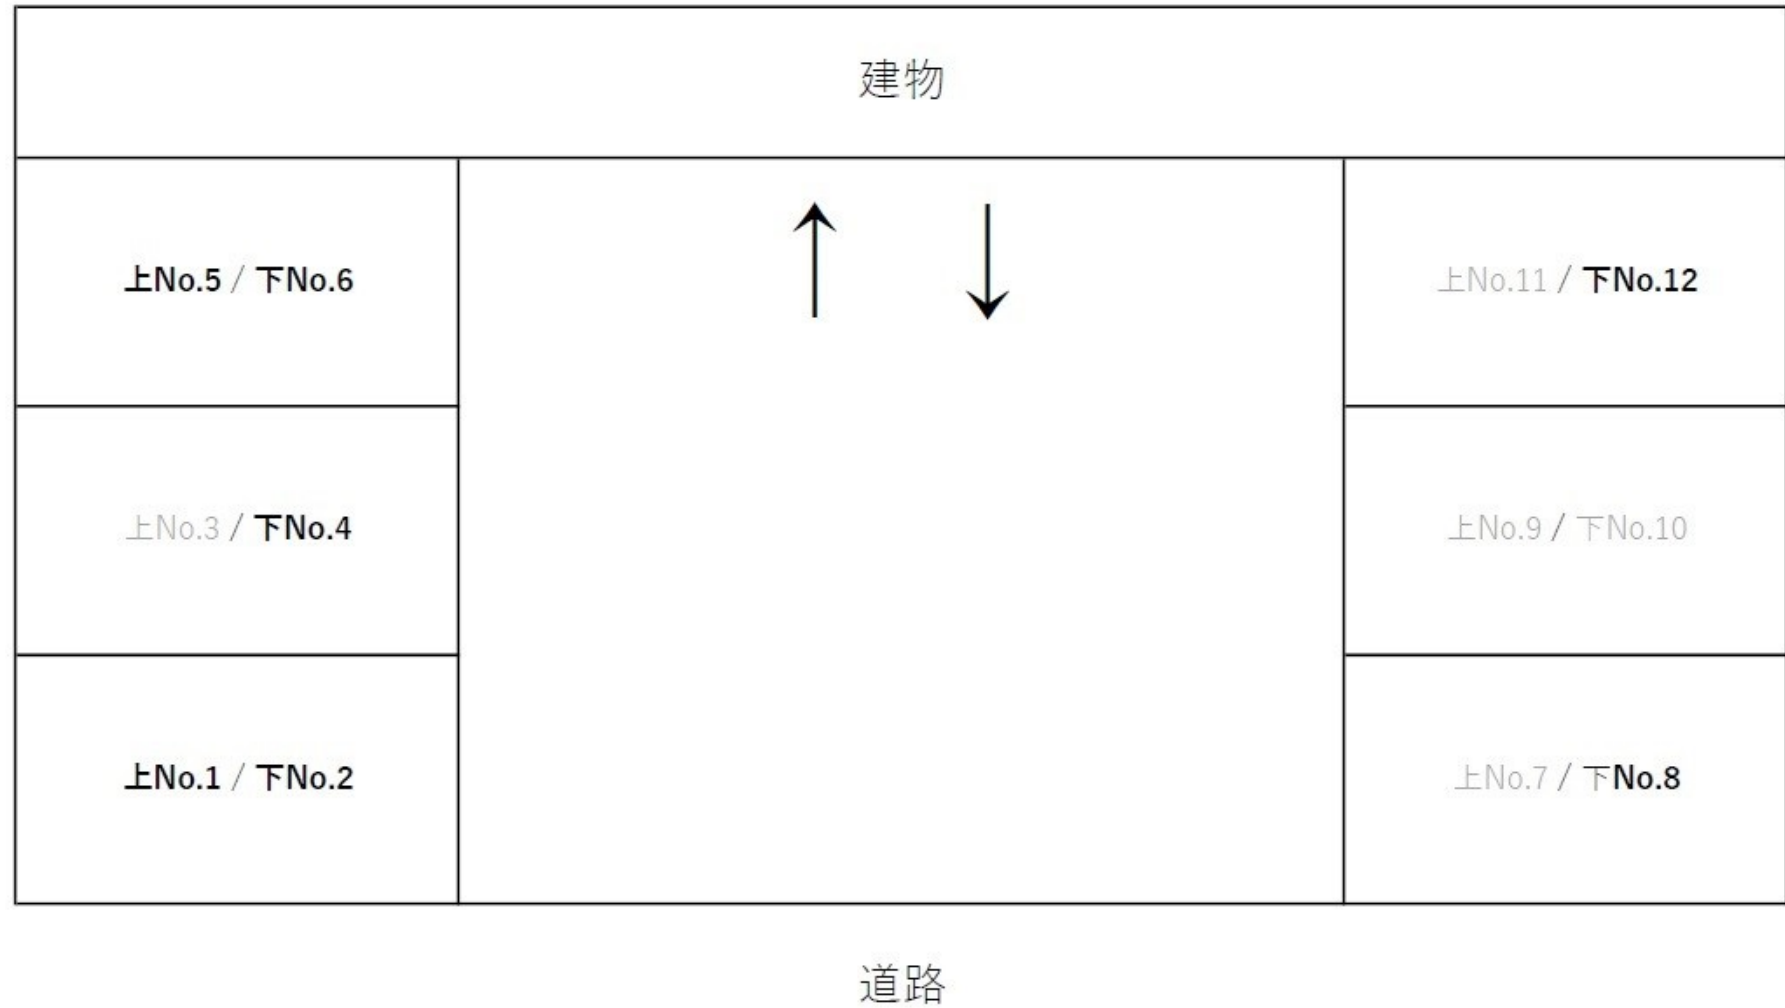 建物
上No.5 / 下No.6
上No.11 / 下No.12
上No.3 / 下No.4
上No.9 / 下No.10
上No.1 / 下No.2
上No.7 / 下No.8
道路